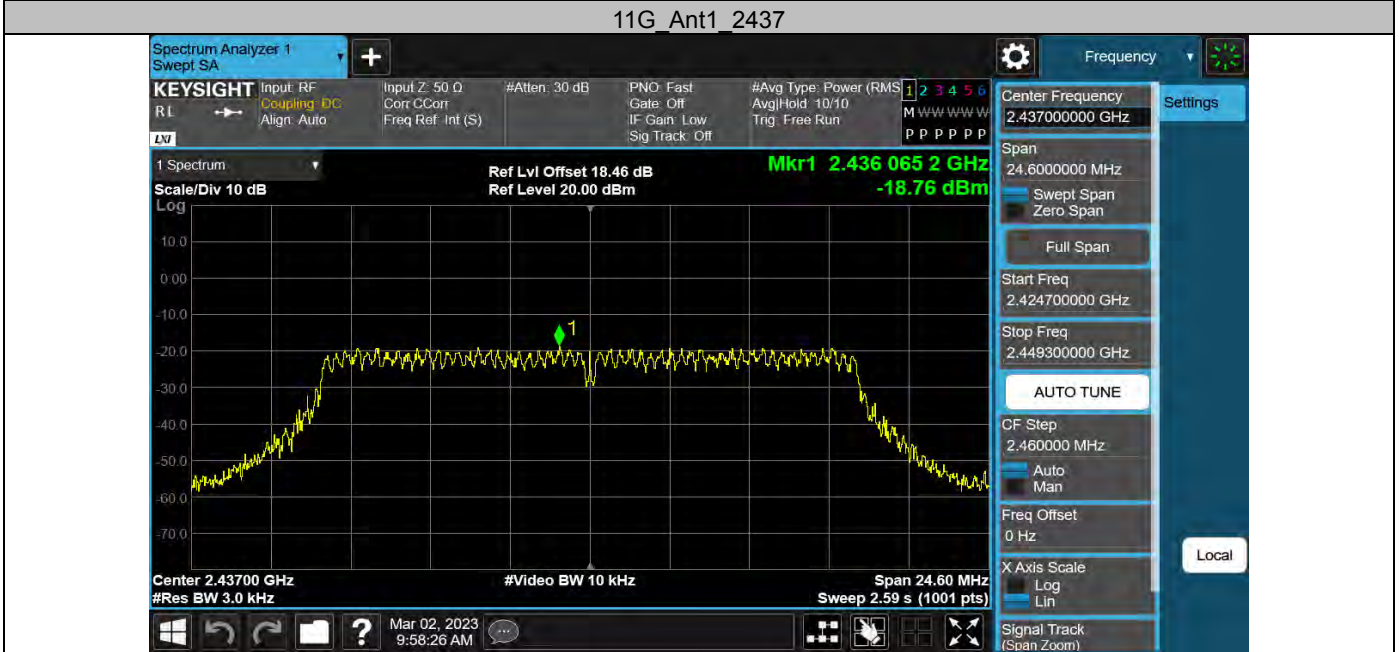 11G_Ant1_2437
Spectrum Analyzer 1
Swept SA
+
Frequency
KEYSIGHT
RL
LXI
Input: RF
Coupling: DC
Align: Auto
Input Z: 50 Ω
Corr CCorr
Freq Ref: Int (S)
#Atten: 30 dB
PNO: Fast
Gate: Off
IF Gain: Low
Sig Track: Off
#Avg Type: Power (RMS
Avg|Hold: 10/10
Trig: Free Run
1 2 3 4 5 6
M W W W W W
P P P P P P
Center Frequency
2.437000000 GHz
Settings
1 Spectrum
Scale/Div 10 dB
Log
Ref Lvl Offset 18.46 dB
Ref Level 20.00 dBm
Mkr1 2.436 065 2 GHz
-18.76 dBm
10.0
0.00
-10.0
-20.0
-30.0
-40.0
-50.0
-60.0
-70.0
1
Center 2.43700 GHz
#Res BW 3.0 kHz
#Video BW 10 kHz
Span 24.60 MHz
Sweep 2.59 s (1001 pts)
Span
24.6000000 MHz
Swept Span
Zero Span
Full Span
Start Freq
2.424700000 GHz
Stop Freq
2.449300000 GHz
AUTO TUNE
CF Step
2.460000 MHz
Auto
Man
Freq Offset
0 Hz
X Axis Scale
Log
Lin
Local
Signal Track
(Span Zoom)
?
Mar 02, 2023
9:58:26 AM